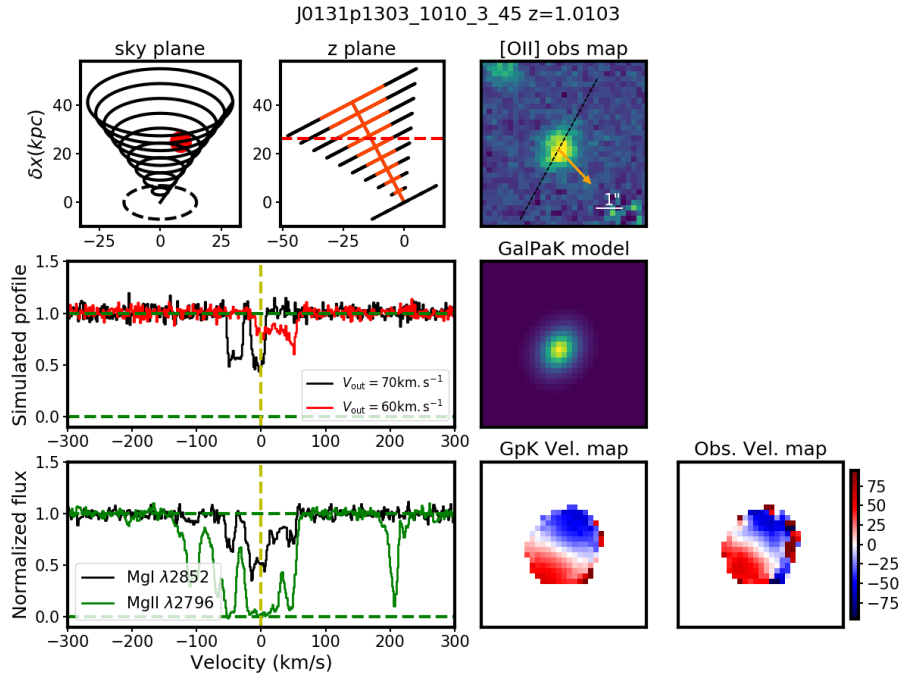 J0131p1303_1010_3_45 z=1.0103
sky plane
z plane
[OII] obs map
δx(kpc)
40
20
0
−25 0 25
−50 −25 0
1"
GalPaK model
Simulated profile
1.5
1.0
0.5
0.0
V_out = 70km.s⁻¹
V_out = 60km.s⁻¹
−300 −200 −100 0 100 200 300
GpK Vel. map
Obs. Vel. map
Normalized flux
1.5
1.0
0.5
0.0
MgI λ2852
MgII λ2796
−300 −200 −100 0 100 200 300
Velocity (km/s)
75
50
25
0
−25
−50
−75